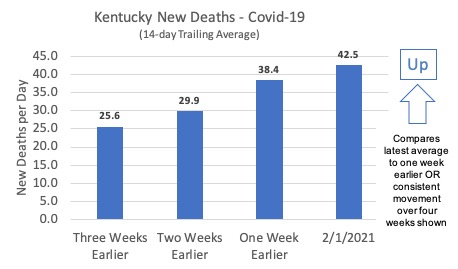 Kentucky New Deaths - Covid-19
(14-day Trailing Average)
New Deaths per Day
45.0
40.0
35.0
30.0
25.0
20.0
15.0
10.0
5.0
0.0
25.6
29.9
38.4
42.5
Three Weeks
Earlier
Two Weeks
Earlier
One Week
Earlier
2/1/2021
Up
Compares
latest average
to one week
earlier OR
consistent
movement
over four
weeks shown